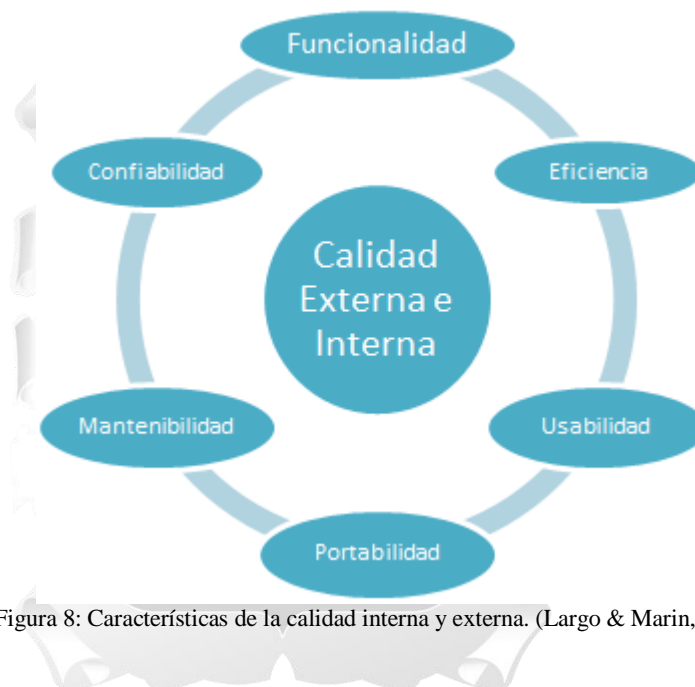 Funcionalidad
Confiabilidad
Eficiencia
Calidad
Externa e
Interna
Mantenibilidad
Usabilidad
Portabilidad
Figura 8: Características de la calidad interna y externa. (Largo & Marin,